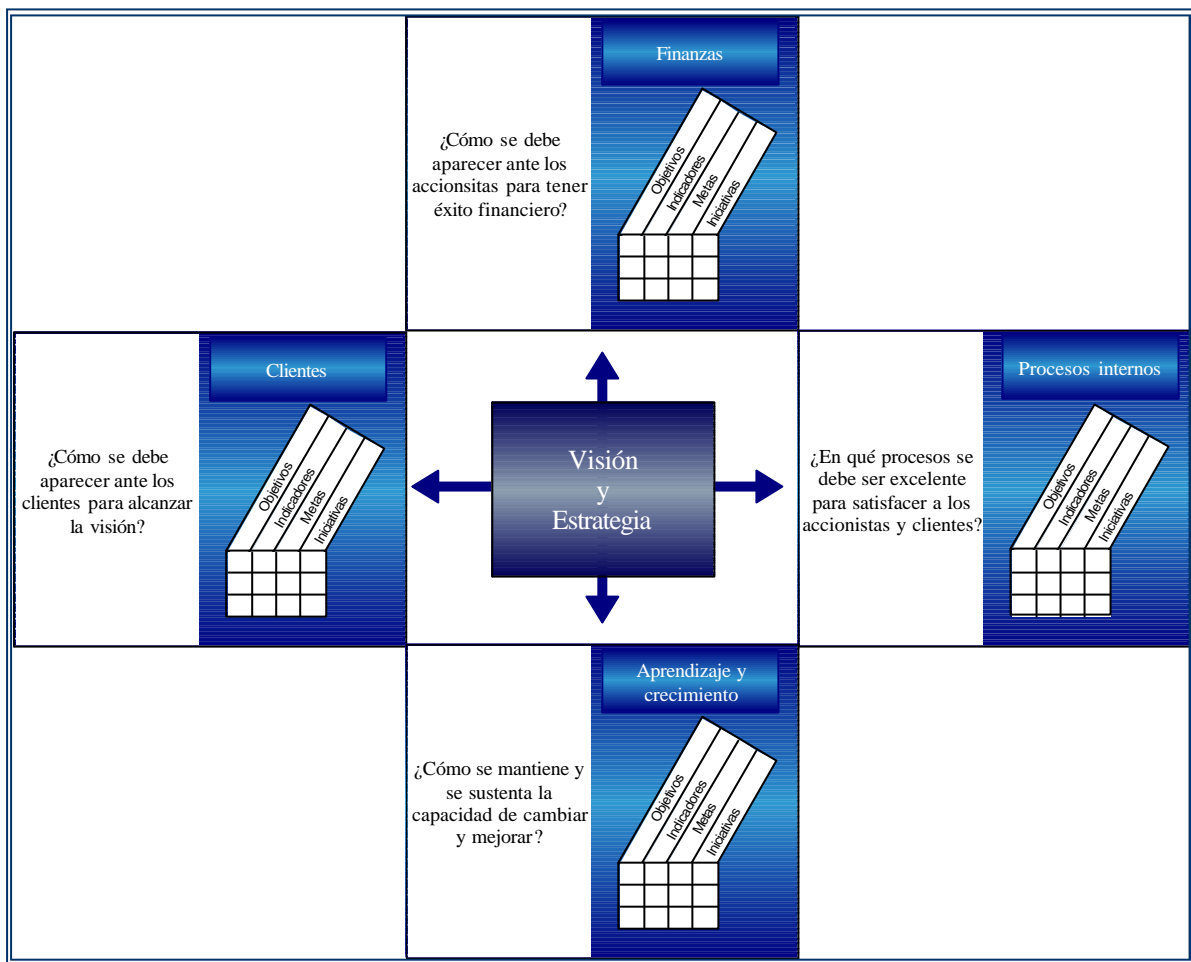 Finanzas
¿Cómo se debe
aparecer ante los
accionsitas para tener
éxito financiero?
Objetivos
Indicadores
Metas
Iniciativas
Clientes
¿Cómo se debe
aparecer ante los
clientes para alcanzar
la visión?
Objetivos
Indicadores
Metas
Iniciativas
Visión
y
Estrategia
Procesos internos
¿En qué procesos se
debe ser excelente
para satisfacer a los
accionistas y clientes?
Objetivos
Indicadores
Metas
Iniciativas
Aprendizaje y
crecimiento
¿Cómo se mantiene y
se sustenta la
capacidad de cambiar
y mejorar?
Objetivos
Indicadores
Metas
Iniciativas